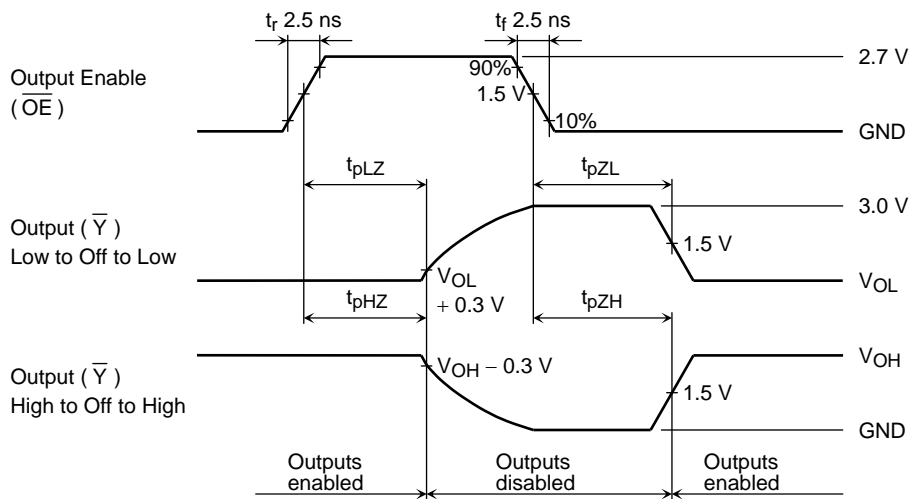 tr 2.5 ns
tf 2.5 ns
Output Enable
(OE)
90%
1.5 V
10%
2.7 V
GND
tpLZ
tpZL
Output (Y)
Low to Off to Low
3.0 V
1.5 V
VOL
VOL
+ 0.3 V
tpHZ
tpZH
Output (Y)
High to Off to High
VOH − 0.3 V
VOH
1.5 V
GND
Outputs
enabled
Outputs
disabled
Outputs
enabled